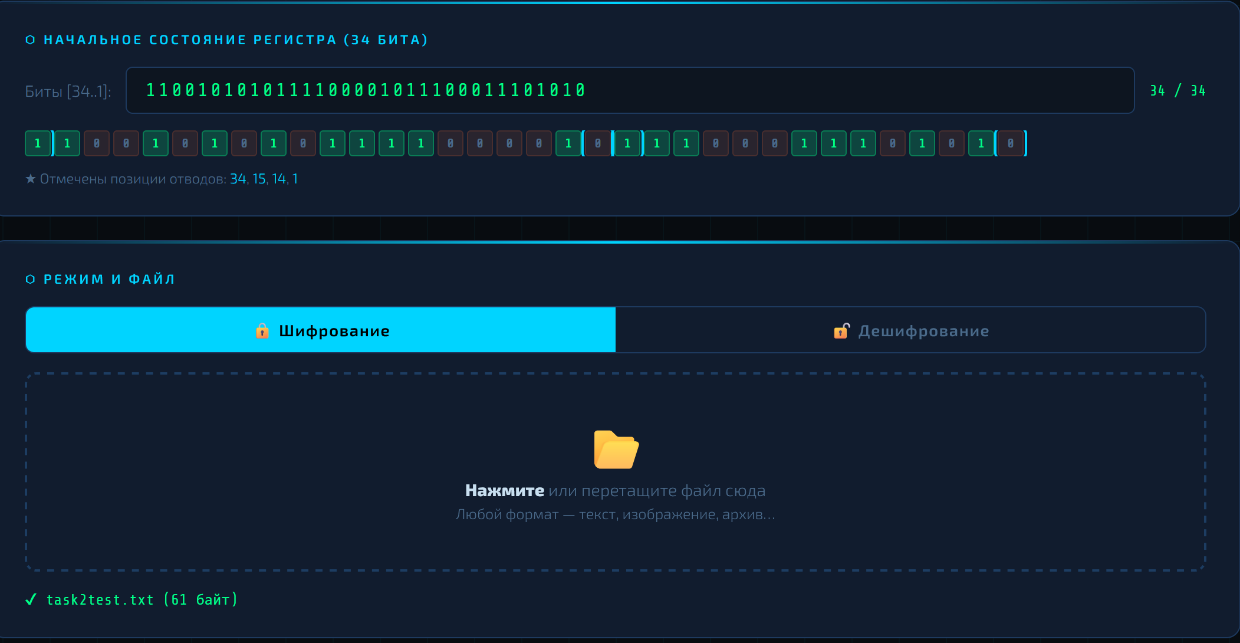 НАЧАЛЬНОЕ СОСТОЯНИЕ РЕГИСТРА (34 БИТА)
Биты [34..1]: 1100101010111100001011100011101010 34 / 34
1 1 0 0 1 0 1 0 1 0 1 1 1 1 0 0 0 0 1 0 1 1 1 0 0 0 1 1 1 0 1 0 1 0
★ Отмечены позиции отводов: 34, 15, 14, 1
РЕЖИМ И ФАЙЛ
Шифрование Дешифрование
Нажмите или перетащите файл сюда
Любой формат — текст, изображение, архив...
✓ task2test.txt (61 байт)